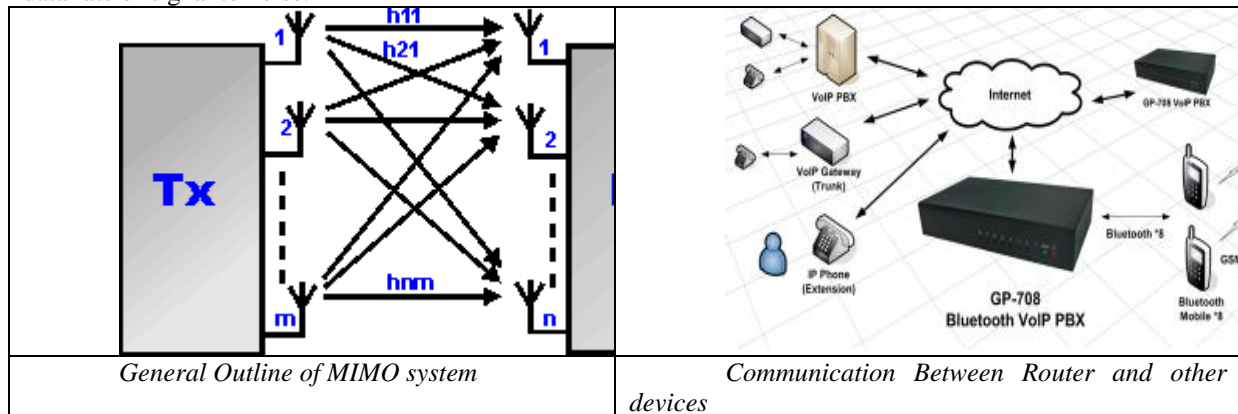 1
h11
1
h21
2
2
Tx
hnm
m
n
General Outline of MIMO system
VoIP PBX
Internet
GP-708 VoIP PBX
VoIP Gateway
(Trunk)
Bluetooth *8
GSM
IP Phone
(Extension)
GP-708
Bluetooth VoIP PBX
Bluetooth
Mobile *8
Communication Between Router and other
devices